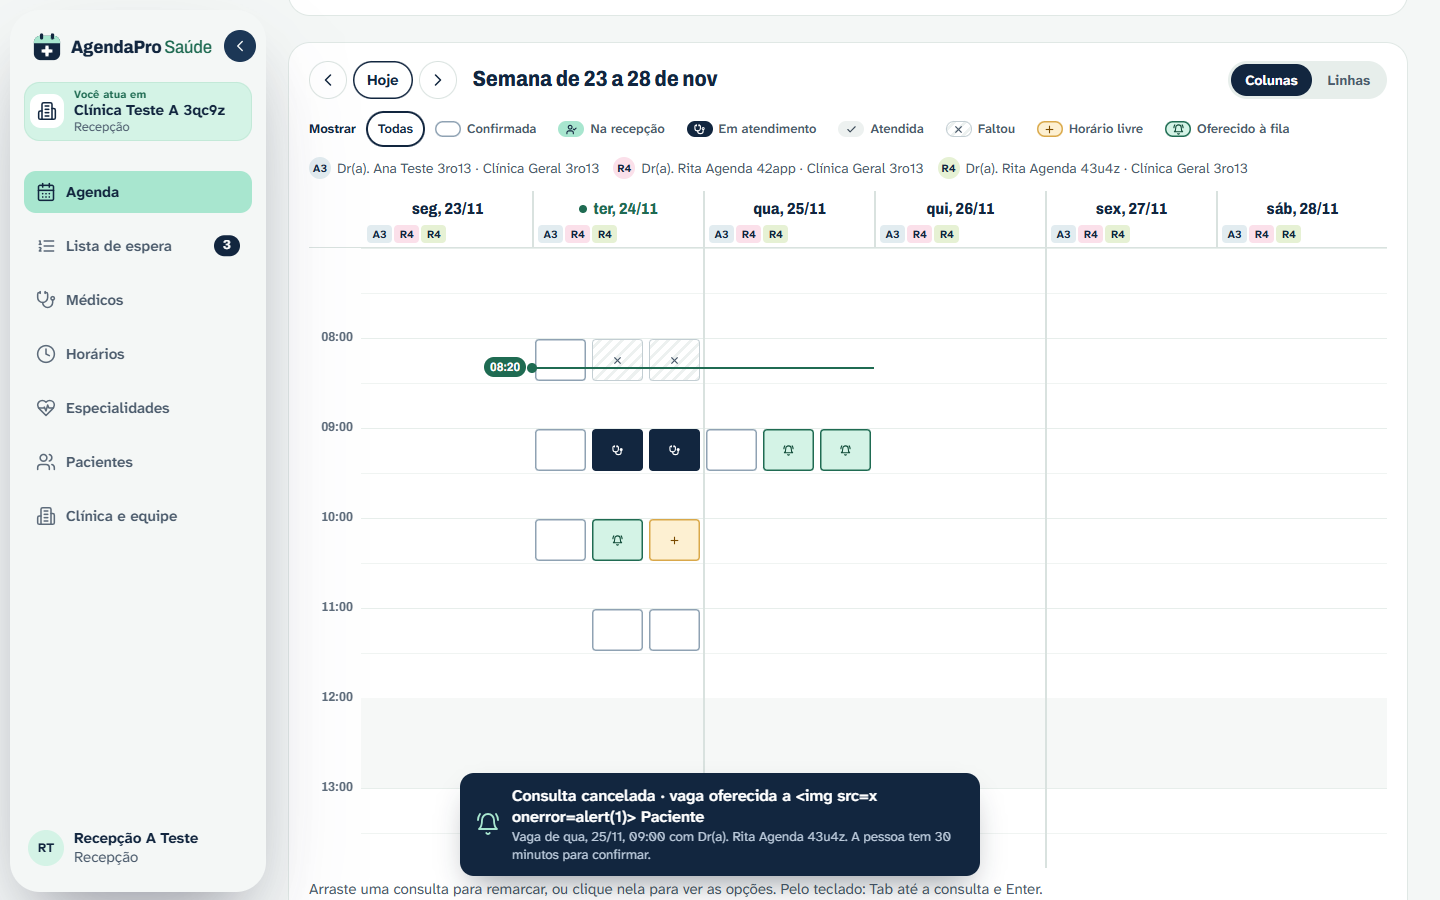 AgendaPro Saúde
Você atua em
Clínica Teste A 3qc9z
Recepção
Agenda
Lista de espera 3
Médicos
Horários
Especialidades
Pacientes
Clínica e equipe
RT
Recepção A Teste
Recepção
Hoje
Semana de 23 a 28 de nov
Colunas Linhas
Mostrar Todas Confirmada Na recepção Em atendimento Atendida Faltou Horário livre Oferecido à fila
A3 Dr(a). Ana Teste 3ro13 · Clínica Geral 3ro13 R4 Dr(a). Rita Agenda 42app · Clínica Geral 3ro13 R4 Dr(a). Rita Agenda 43u4z · Clínica Geral 3ro13
seg, 23/11 ter, 24/11 qua, 25/11 qui, 26/11 sex, 27/11 sáb, 28/11
A3 R4 R4 A3 R4 R4 A3 R4 R4 A3 R4 R4 A3 R4 R4 A3 R4 R4
08:00
08:20
09:00
10:00
11:00
12:00
13:00
Consulta cancelada · vaga oferecida a <img src=x
onerror=alert(1)> Paciente
Vaga de qua, 25/11, 09:00 com Dr(a). Rita Agenda 43u4z. A pessoa tem 30
minutos para confirmar.
Arraste uma consulta para remarcar, ou clique nela para ver as opções. Pelo teclado: Tab até a consulta e Enter.